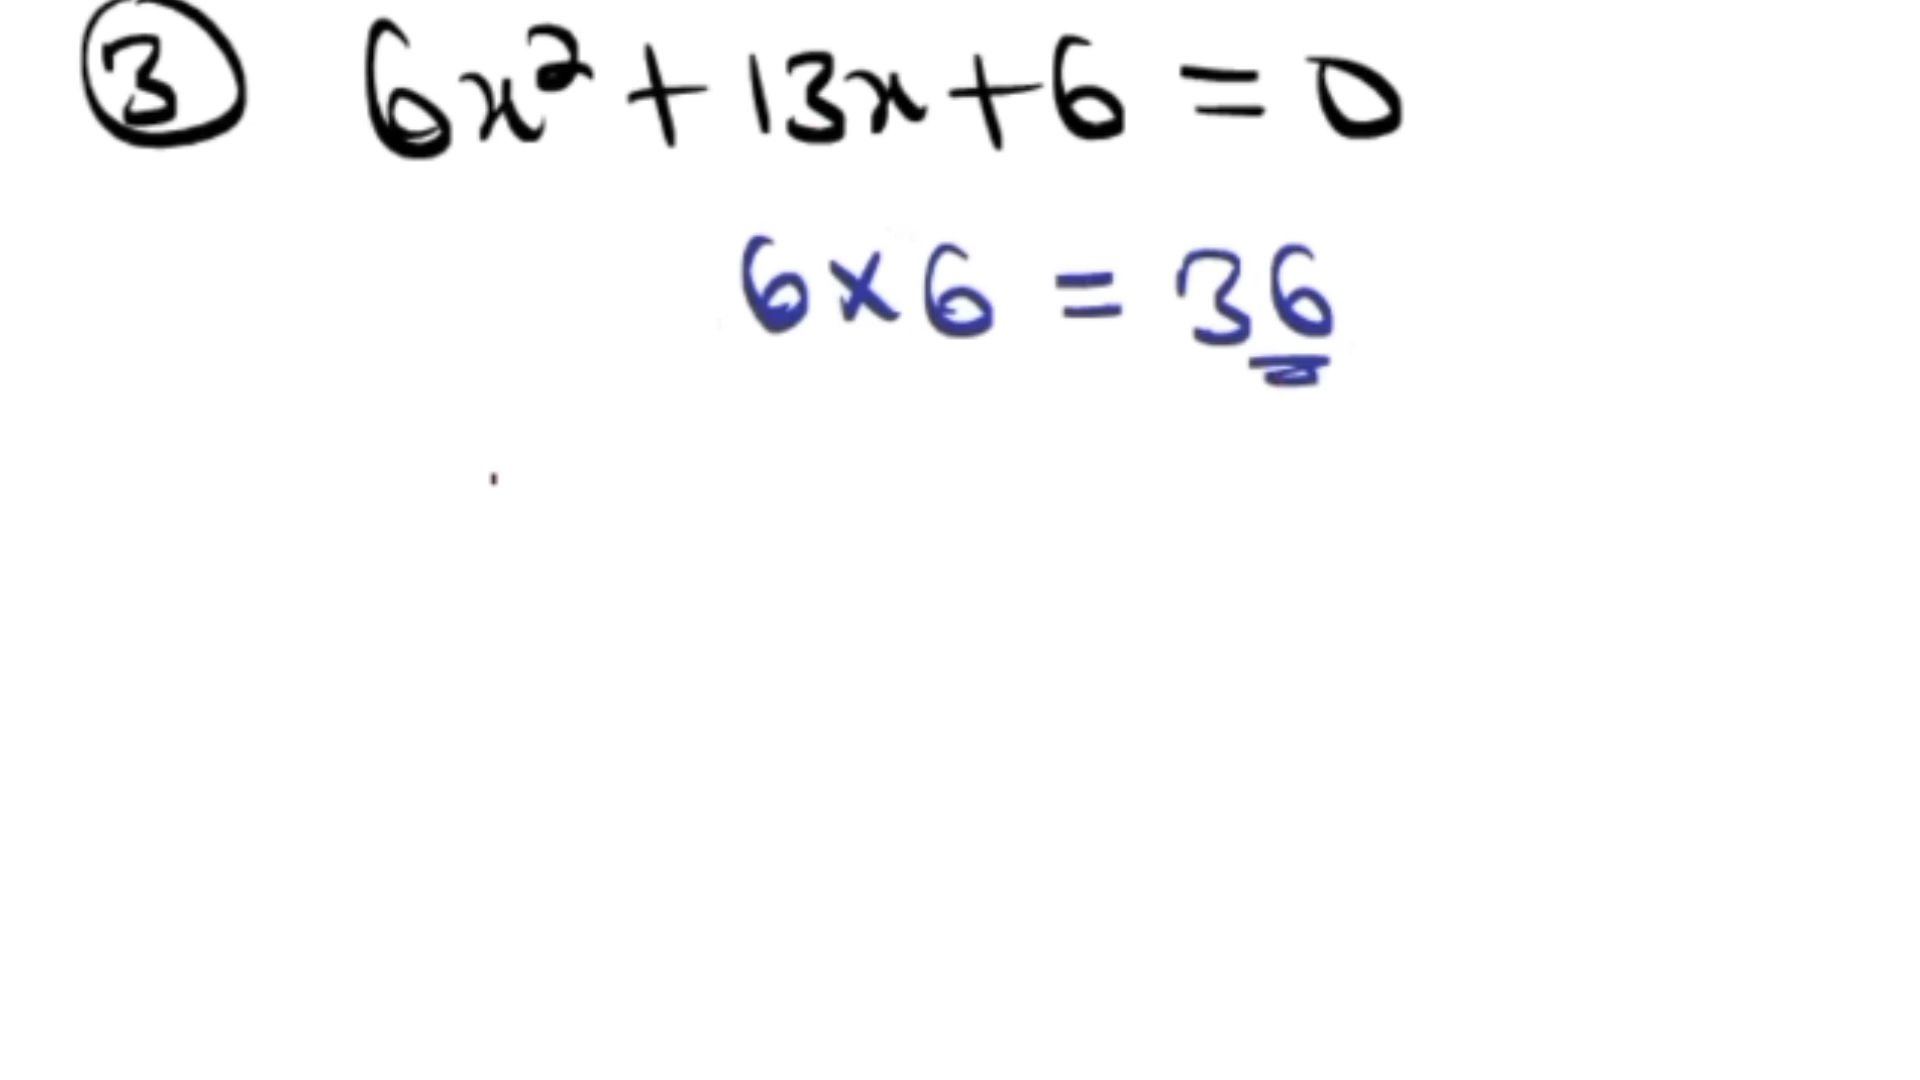 ③ 6x² + 13x + 6 = 0
6 × 6 = 36